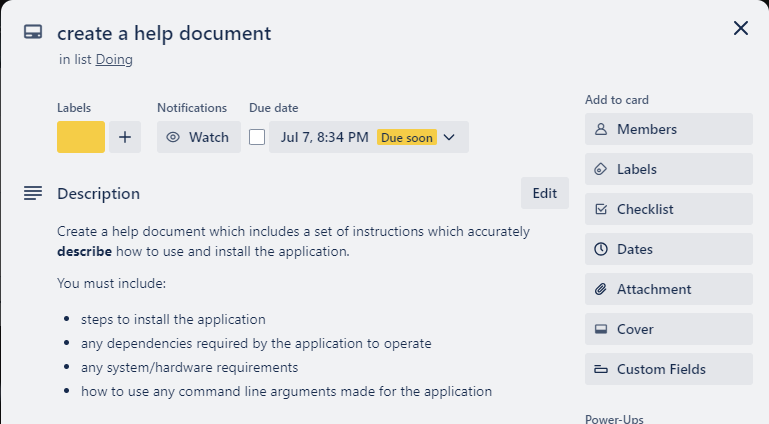 create a help document
in list Doing
Labels
Notifications
Due date
Watch
Jul 7, 8:34 PM Due soon
Description
Edit
Create a help document which includes a set of instructions which accurately
describe how to use and install the application.
You must include:
steps to install the application
any dependencies required by the application to operate
any system/hardware requirements
how to use any command line arguments made for the application
Add to card
Members
Labels
Checklist
Dates
Attachment
Cover
Custom Fields
Power-Ups